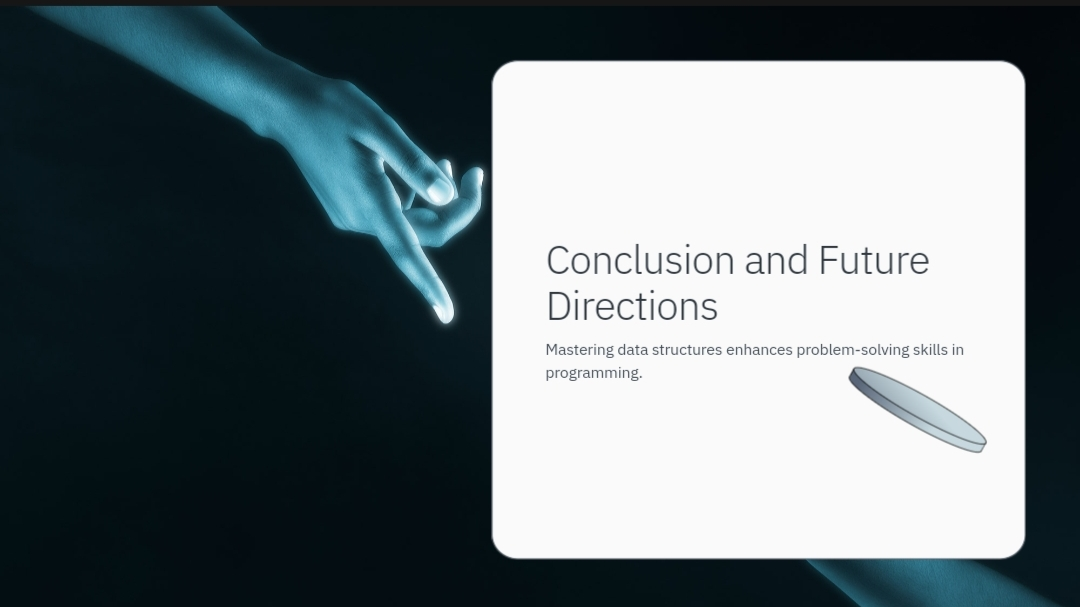 Conclusion and Future
Directions
Mastering data structures enhances problem-solving skills in
programming.